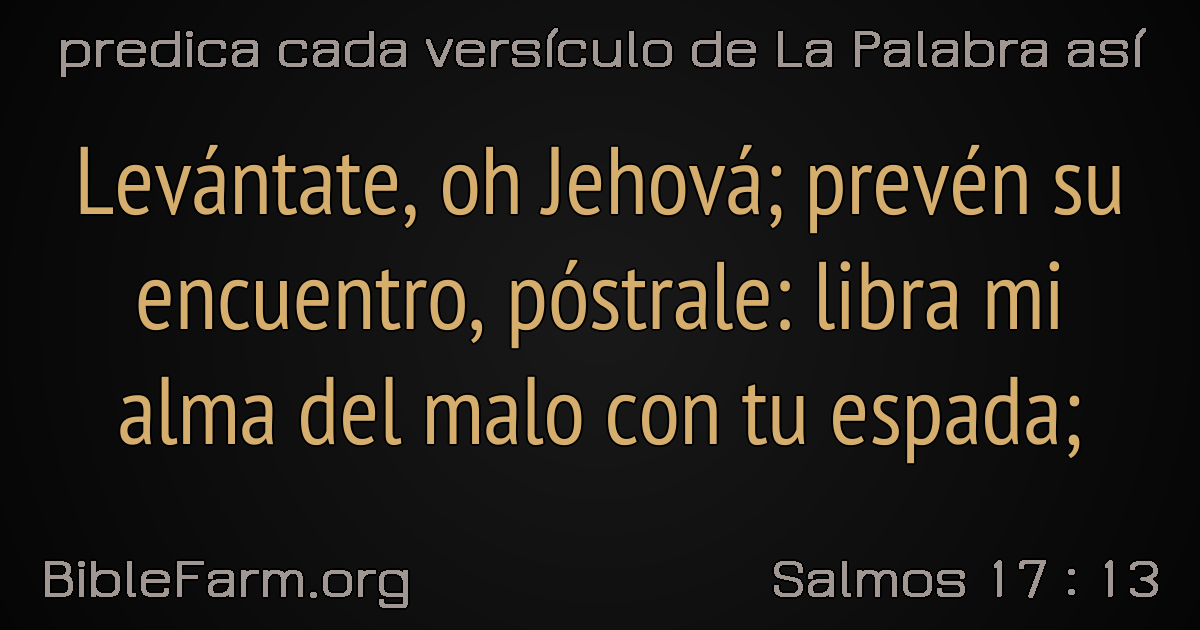 predica cada versículo de La Palabra así
Levántate, oh Jehová; prevén su
encuentro, póstrale: libra mi
alma del malo con tu espada;
BibleFarm.org
Salmos 17 : 13